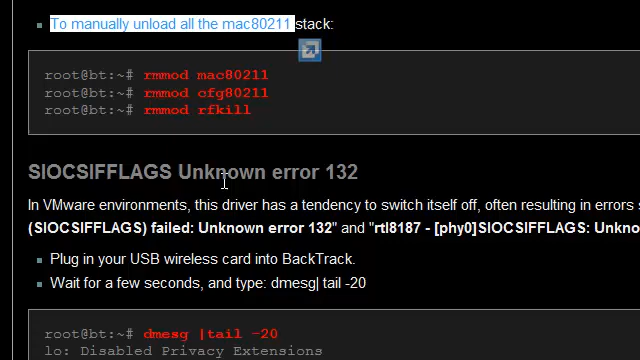 To manually unload all the mac80211 stack:
root@bt:~# rmmod mac80211
root@bt:~# rmmod cfg80211
root@bt:~# rmmod rfkill
SIOCSIFFLAGS Unknown error 132
In VMware environments, this driver has a tendency to switch itself off, often resulting in errors s
(SIOCSIFFLAGS) failed: Unknown error 132" and "rtl8187 - [phy0]SIOCSIFFLAGS: Unkno
Plug in your USB wireless card into BackTrack.
Wait for a few seconds, and type: dmesg| tail -20
root@bt:~# dmesg |tail -20
lo: Disabled Privacy Extensions